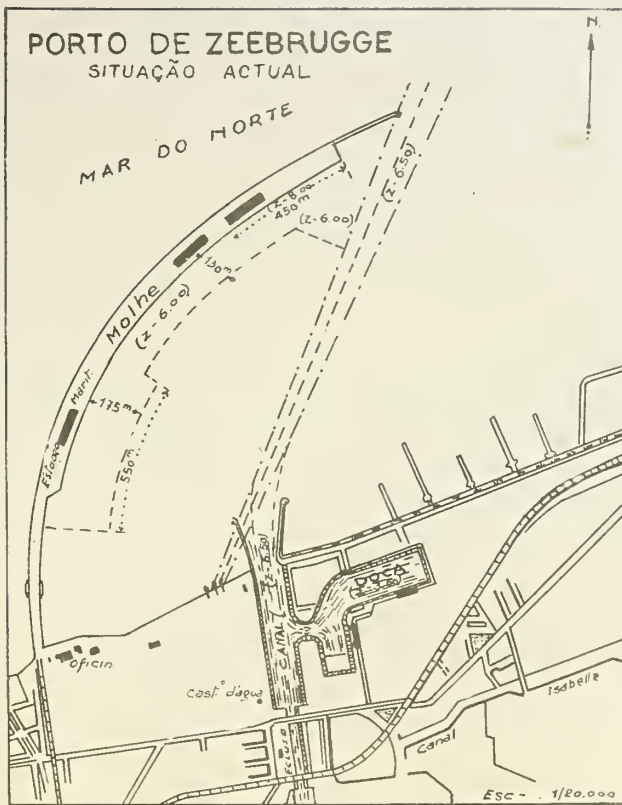 PORTO DE ZEEBRUGGE
SITUAÇÃO ACTUAL
N.
MAR DO NORTE
(Z-8.00
450m
(Z-6.00)
(Z-6.50)
130m
Molhe
(Z-6.00)
Estação Marit.
175m
550m
(Z-6.50)
DOCA
CANAL
Oficin.
Cast.º d'água
ECLUSA
Canal
Isabelle
ESC - 1/20.000